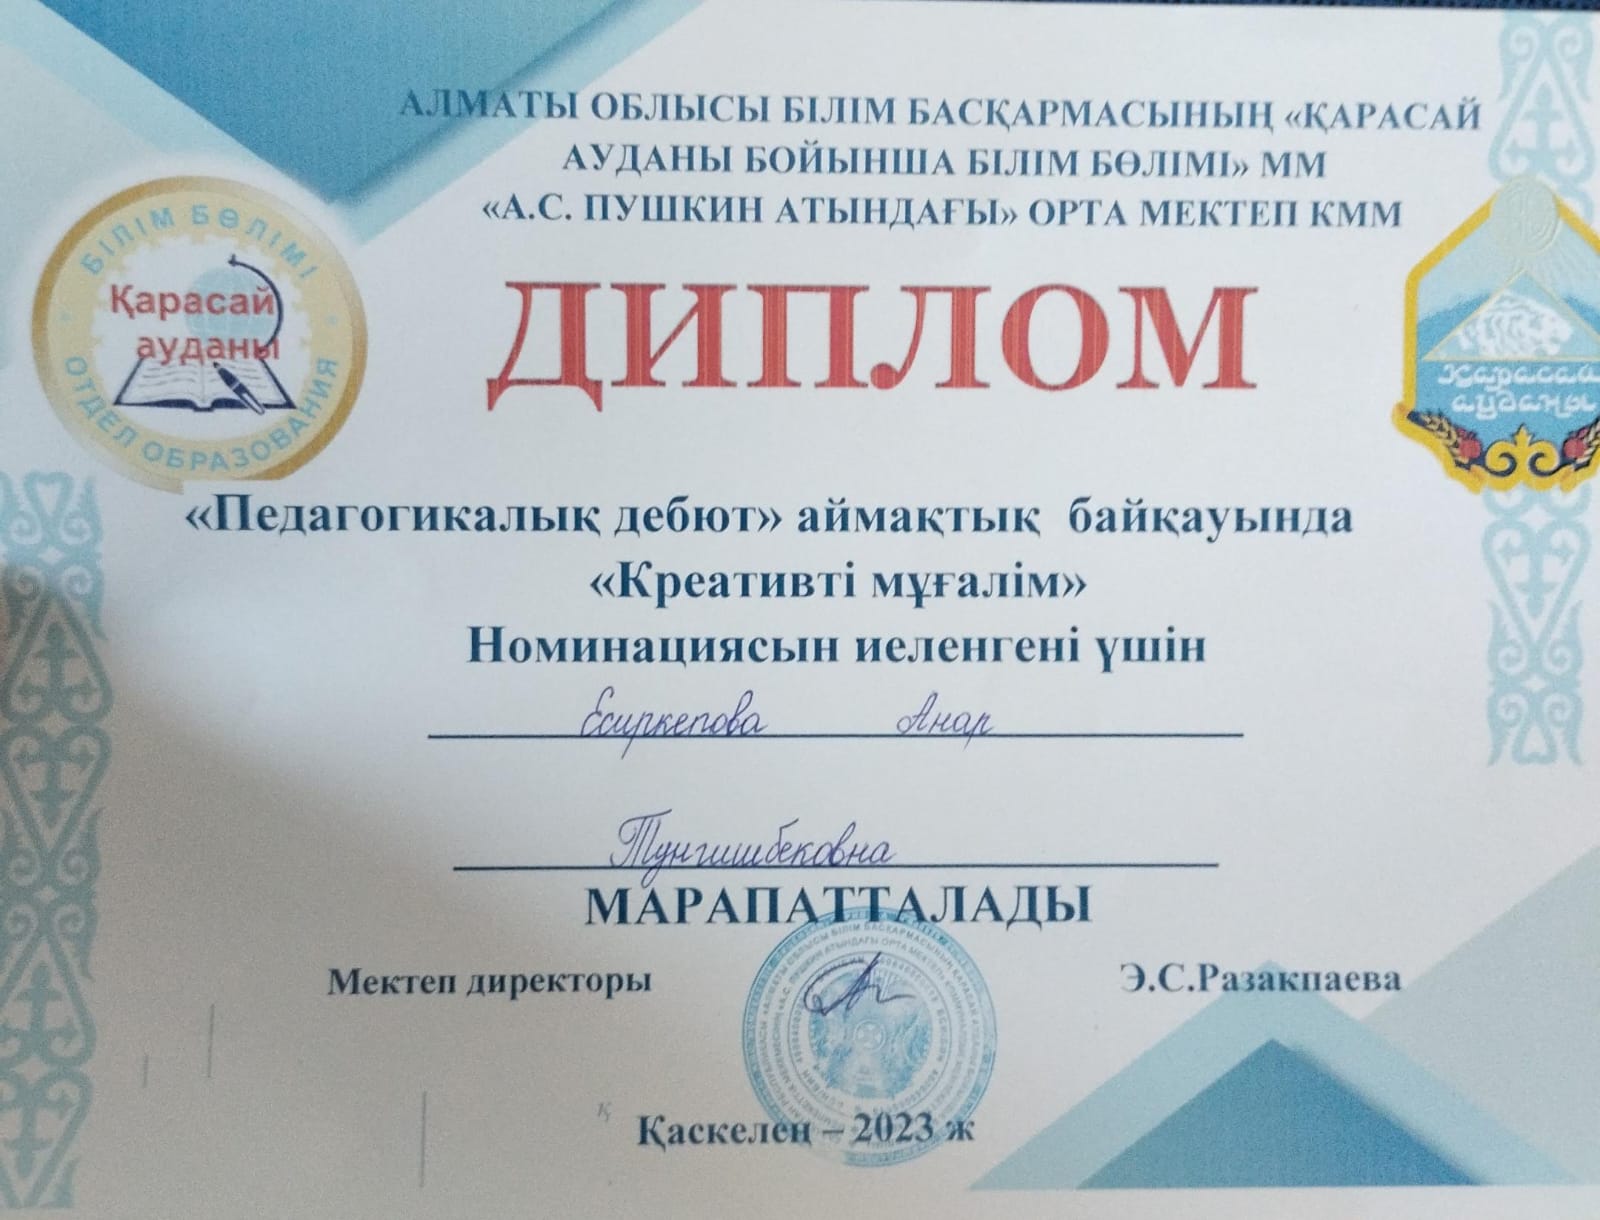 АЛМАТЫ ОБЛЫСЫ БІЛІМ БАСҚАРМАСЫНЫҢ «ҚАРАСАЙ
АУДАНЫ БОЙЫНША БІЛІМ БӨЛІМІ» ММ
«А.С. ПУШКИН АТЫНДАҒЫ» ОРТА МЕКТЕП КММ
БІЛІМ БӨЛІМІ
Қарасай
ауданы
ОТДЕЛ ОБРАЗОВАНИЯ
ДИПЛОМ
Қарасай
ауданы
«Педагогикалық дебют» аймақтық байқауында
«Креативті мұғалім»
Номинациясын иеленгені үшін
Есиркепова Анар
Тунгишбековна
МАРАПАТТАЛАДЫ
Мектеп директоры Э.С.Разакпаева
қ
Қаскелең – 2023 ж